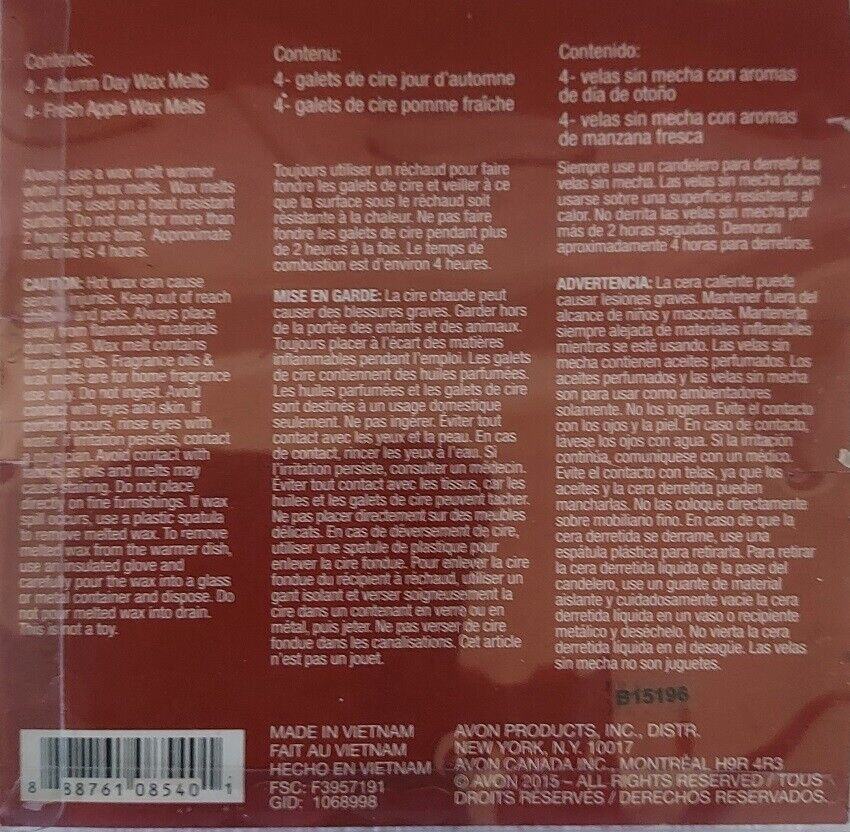 Contents:
4- Autumn Day Wax Melts
4- Fresh Apple Wax Melts
Always use a wax melt warmer
when using wax melts. Wax melts
should be used on a heat resistant
surface. Do not melt for more than
2 hours at one time. Approximate
melt time is 4 hours.
CAUTION: Hot wax can cause
serious injuries. Keep out of reach
and pets. Always place
away from flammable materials
during use. Wax melt contains
fragrance oils. Fragrance oils &
wax melts are for home fragrance
use only. Do not ingest. Avoid
contact with eyes and skin. If
contact occurs, rinse eyes with
water. If irritation persists, contact
a physician. Avoid contact with
fabrics as oils and melts may
cause staining. Do not place
directly on fine furnishings. If wax
spill occurs, use a plastic spatula
to remove melted wax. To remove
melted wax from the warmer dish,
use an insulated glove and
carefully pour the wax into a glass
or metal container and dispose. Do
not pour melted wax into drain.
This is not a toy.
Contenu:
4- galets de cire jour d'automne
4- galets de cire pomme fraîche
Toujours utiliser un réchaud pour faire
fondre les galets de cire et veiller à ce
que la surface sous le réchaud soit
résistante à la chaleur. Ne pas faire
fondre les galets de cire pendant plus
de 2 heures à la fois. Le temps de
combustion est d'environ 4 heures.
MISE EN GARDE: La cire chaude peut
causer des blessures graves. Garder hors
de la portée des enfants et des animaux.
Toujours placer à l'écart des matières
inflammables pendant l'emploi. Les galets
de cire contiennent des huiles parfumées.
Les huiles parfumées et les galets de cire
sont destinés à un usage domestique
seulement. Ne pas ingérer. Éviter tout
contact avec les yeux et la peau. En cas
de contact, rincer les yeux à l'eau. Si
l'irritation persiste, consulter un médecin.
Éviter tout contact avec les tissus, car les
huiles et les galets de cire peuvent tacher.
Ne pas placer directement sur des meubles
délicats. En cas de déversement de cire,
utiliser une spatule de plastique pour
enlever la cire fondue. Pour enlever la cire
fondue du récipient à réchaud, utiliser un
gant isolant et verser soigneusement la
cire dans un contenant en verre ou en
métal, puis jeter. Ne pas verser de cire
fondue dans les canalisations. Cet article
n'est pas un jouet.
Contenido:
4- velas sin mecha con aromas
de día de otoño
4- velas sin mecha con aromas
de manzana fresca
Siempre use un candelero para derretir las
velas sin mecha. Las velas sin mecha deben
usarse sobre una superficie resistente al
calor. No derrita las velas sin mecha por
más de 2 horas seguidas. Demoran
aproximadamente 4 horas para derretirse.
ADVERTENCIA: La cera caliente puede
causar lesiones graves. Mantener fuera del
alcance de niños y mascotas. Mantenerla
siempre alejada de materiales inflamables
mientras se esté usando. Las velas sin
mecha contienen aceites perfumados. Los
aceites perfumados y las velas sin mecha
son para usar como ambientadores
solamente. No los ingiera. Evite el contacto
con los ojos y la piel. En caso de contacto,
lávese los ojos con agua. Si la irritación
continúa, comuníquese con un médico.
Evite el contacto con telas, ya que los
aceites y la cera derretida pueden
mancharlas. No las coloque directamente
sobre mobiliario fino. En caso de que la
cera derretida se derrame, use una
espátula plástica para retirarla. Para retirar
la cera derretida líquida de la pase del
candelero, use un guante de material
aislante y cuidadosamente vacíe la cera
derretida líquida en un vaso o recipiente
metálico y deséchelo. No vierta la cera
derretida líquida en el desagüe. Las velas
sin mecha no son juguetes.
B15196
8 88761 08540 1
MADE IN VIETNAM
FAIT AU VIETNAM
HECHO EN VIETNAM
FSC: F3957191
GID: 1068998
AVON PRODUCTS, INC., DISTR.
NEW YORK, N.Y. 10017
AVON CANADA INC., MONTRÉAL H9R 4R3
© AVON 2015 – ALL RIGHTS RESERVED / TOUS
DROITS RÉSERVÉS / DERECHOS RESERVADOS.